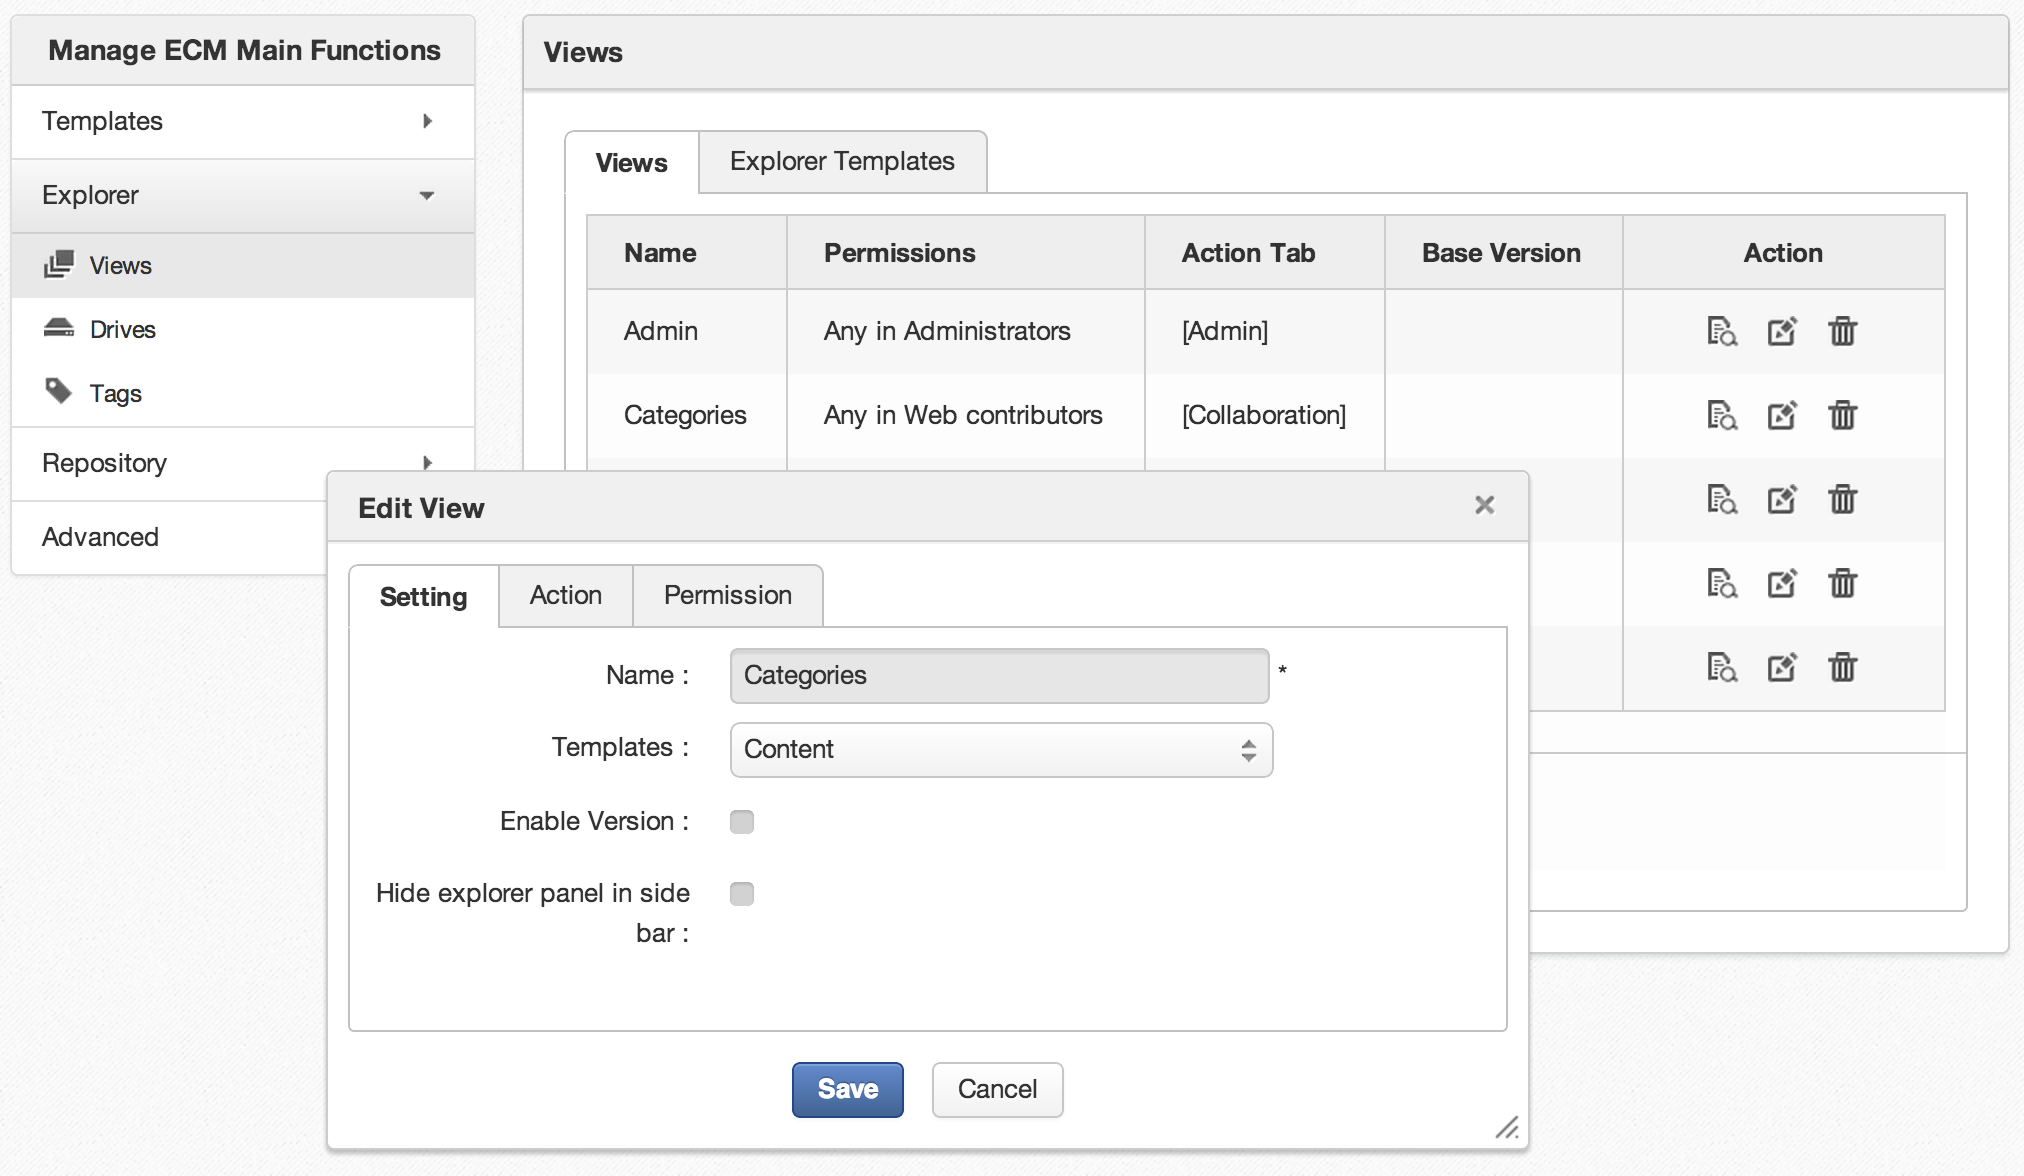 Manage ECM Main Functions
Templates
Explorer
Views
Drives
Tags
Repository
Advanced
Views
Views Explorer Templates
Name Permissions Action Tab Base Version Action
Admin Any in Administrators [Admin]
Categories Any in Web contributors [Collaboration]
Edit View
Setting Action Permission
Name : Categories *
Templates : Content
Enable Version :
Hide explorer panel in side
bar :
Save Cancel